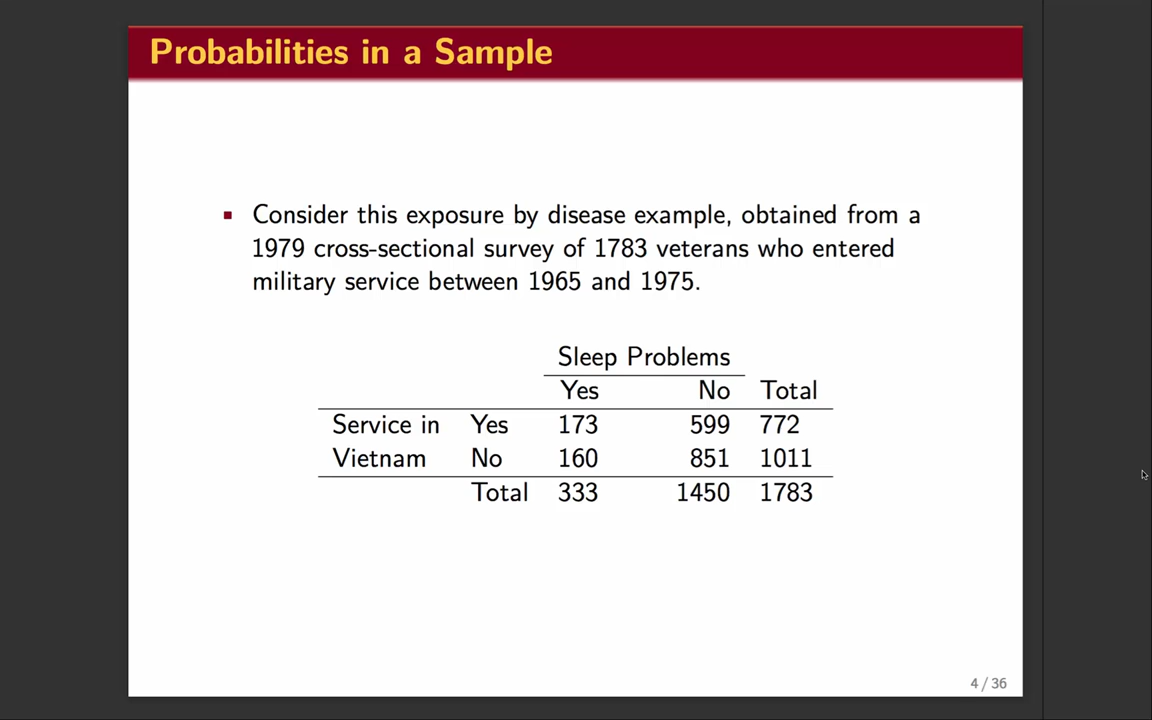 Probabilities in a Sample
Consider this exposure by disease example, obtained from a
1979 cross-sectional survey of 1783 veterans who entered
military service between 1965 and 1975.
Sleep Problems
Yes No Total
Service in Yes 173 599 772
Vietnam No 160 851 1011
Total 333 1450 1783
4 / 36